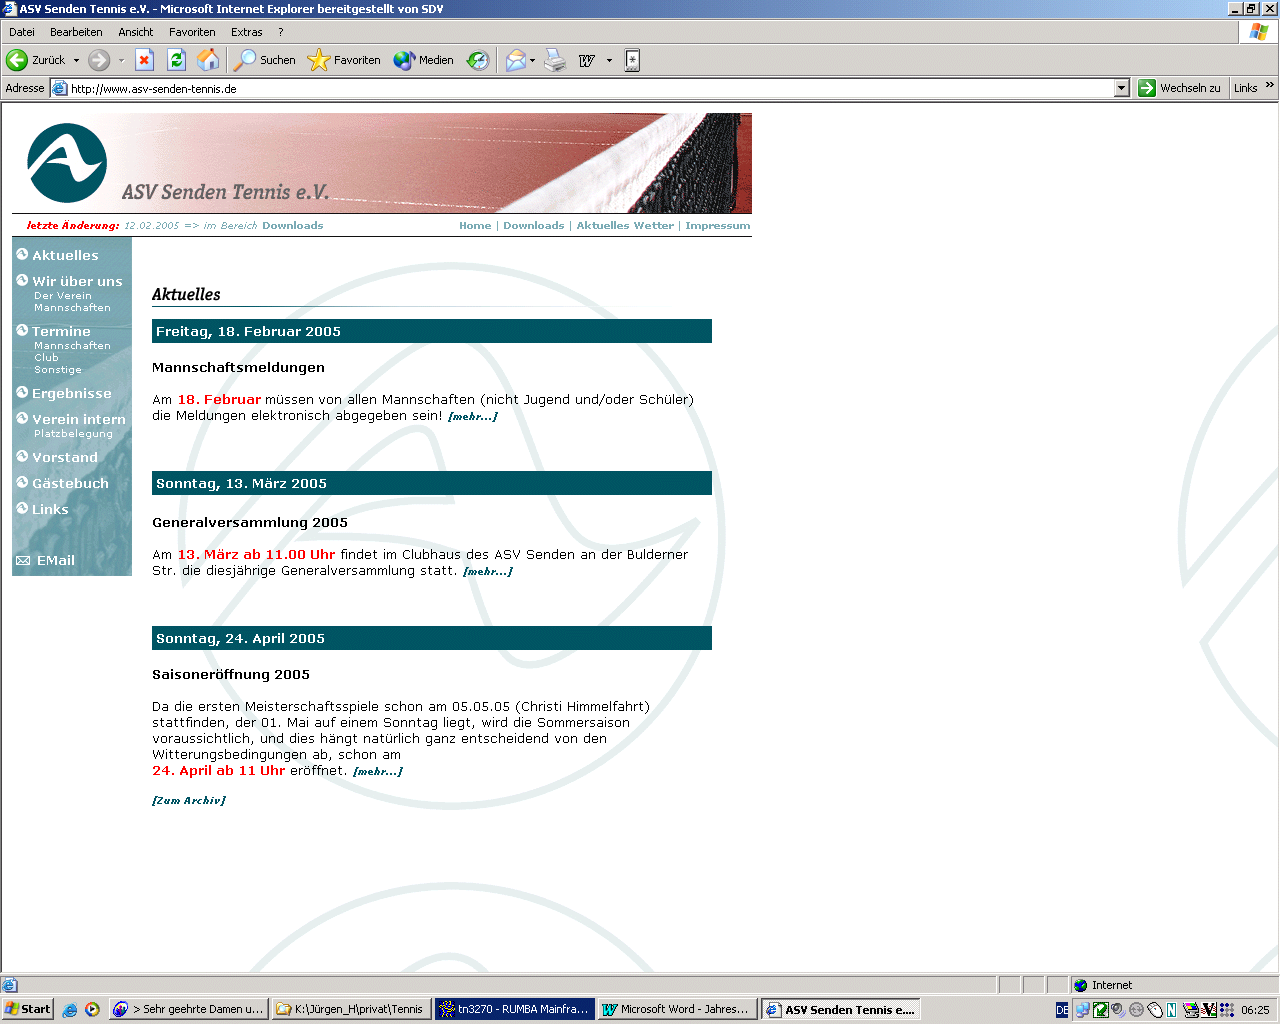 ASV Senden Tennis e.V. - Microsoft Internet Explorer bereitgestellt von SDV
Datei Bearbeiten Ansicht Favoriten Extras ?
Zurück Suchen Favoriten Medien
Adresse http://www.asv-senden-tennis.de Wechseln zu Links »
ASV Senden Tennis e.V.
letzte Änderung: 12.02.2005 => im Bereich Downloads
Home | Downloads | Aktuelles Wetter | Impressum
Aktuelles
Wir über uns
Der Verein
Mannschaften
Termine
Mannschaften
Club
Sonstige
Ergebnisse
Verein intern
Platzbelegung
Vorstand
Gästebuch
Links
EMail
Aktuelles
Freitag, 18. Februar 2005
Mannschaftsmeldungen
Am 18. Februar müssen von allen Mannschaften (nicht Jugend und/oder Schüler)
die Meldungen elektronisch abgegeben sein! [mehr...]
Sonntag, 13. März 2005
Generalversammlung 2005
Am 13. März ab 11.00 Uhr findet im Clubhaus des ASV Senden an der Bulderner
Str. die diesjährige Generalversammlung statt. [mehr...]
Sonntag, 24. April 2005
Saisoneröffnung 2005
Da die ersten Meisterschaftsspiele schon am 05.05.05 (Christi Himmelfahrt)
stattfinden, der 01. Mai auf einem Sonntag liegt, wird die Sommersaison
voraussichtlich, und dies hängt natürlich ganz entscheidend von den
Witterungsbedingungen ab, schon am
24. April ab 11 Uhr eröffnet. [mehr...]
[Zum Archiv]
Internet
Start > Sehr geehrte Damen u... K:\Jürgen_H\privat\Tennis tn3270 - RUMBA Mainfra... Microsoft Word - Jahres... ASV Senden Tennis e.... DE 06:25